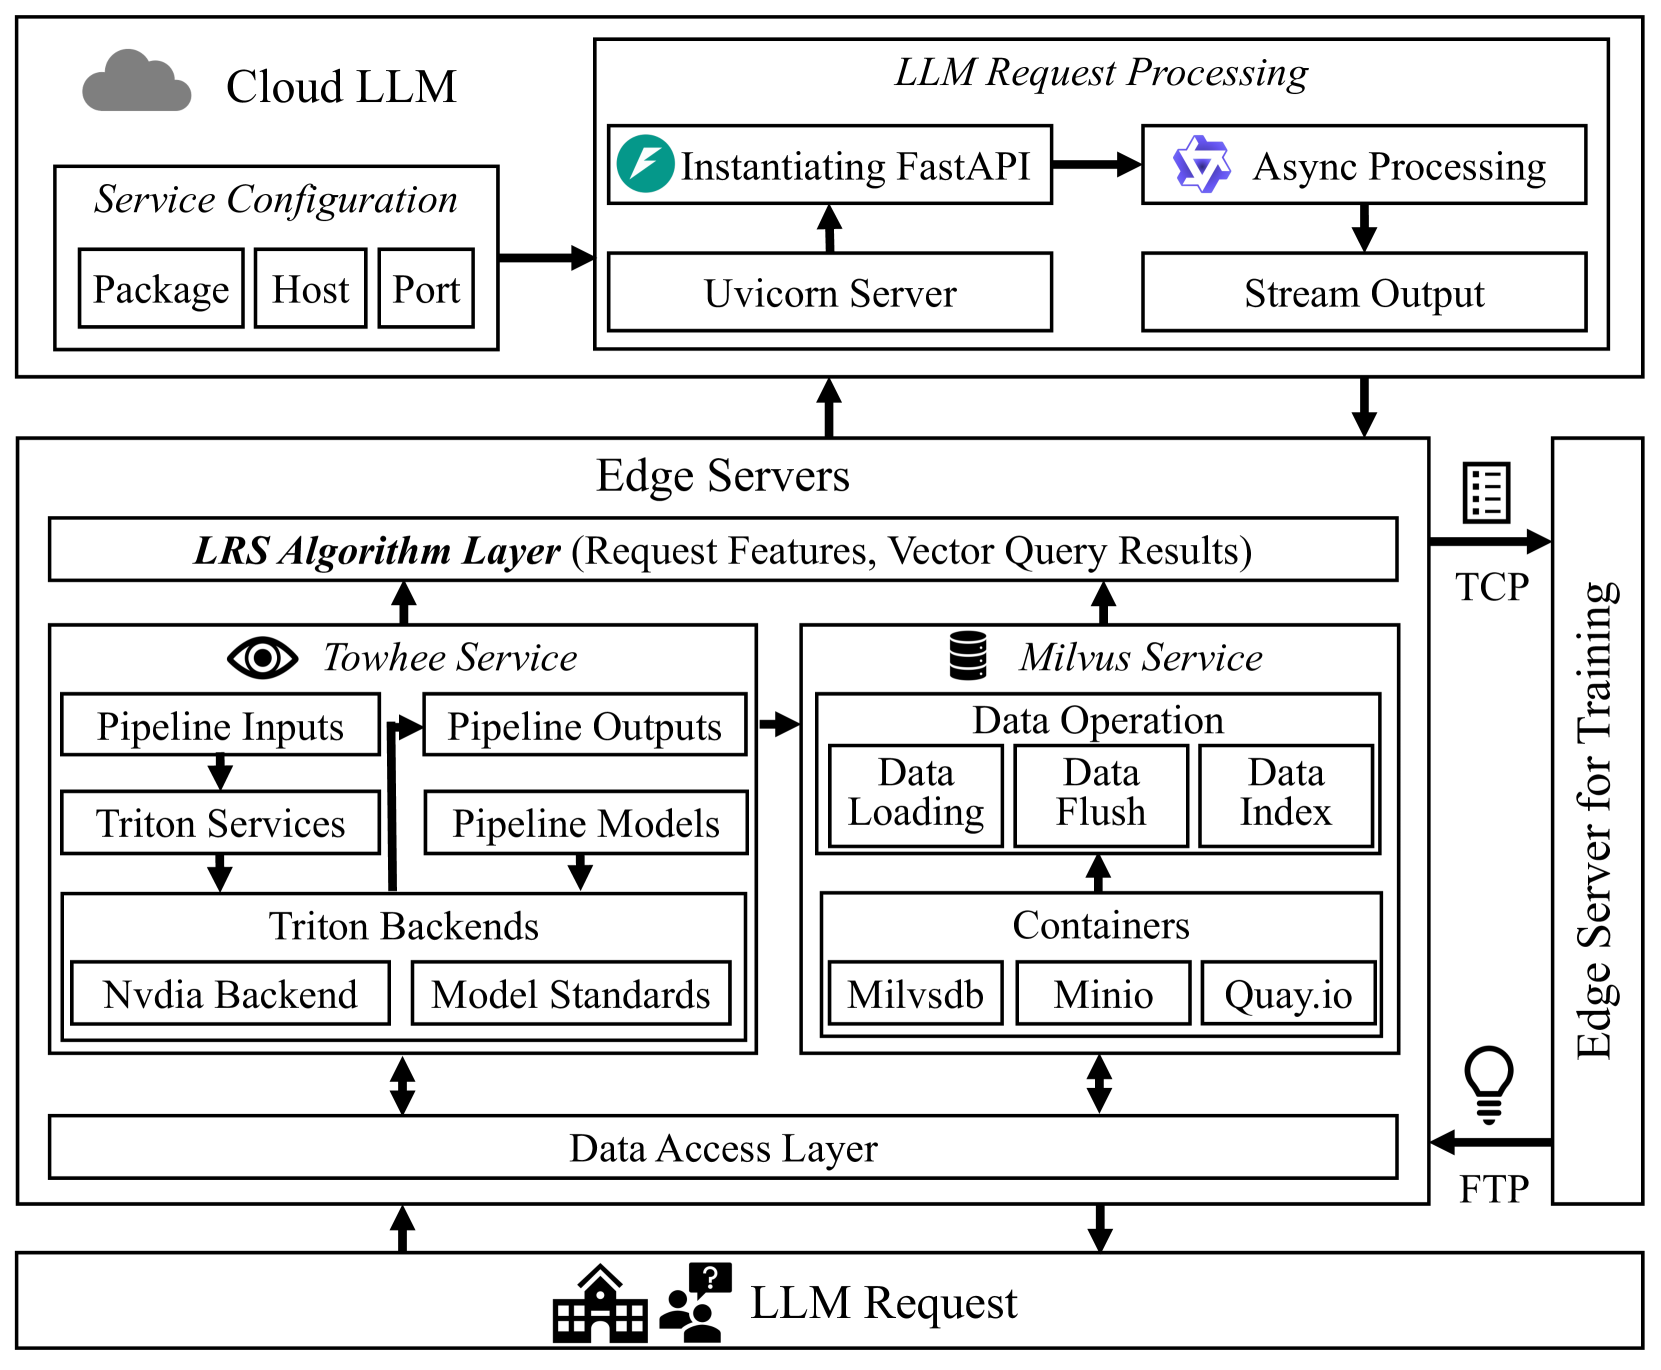 Cloud LLM
LLM Request Processing
Instantiating FastAPI
Async Processing
Service Configuration
Package
Host
Port
Uvicorn Server
Stream Output
Edge Servers
LRS Algorithm Layer (Request Features, Vector Query Results)
TCP
Towhee Service
Milvus Service
Pipeline Inputs
Pipeline Outputs
Data Operation
Data
Loading
Data
Flush
Data
Index
Triton Services
Pipeline Models
Triton Backends
Containers
Nvdia Backend
Model Standards
Milvsdb
Minio
Quay.io
Edge Server for Training
Data Access Layer
FTP
?
LLM Request